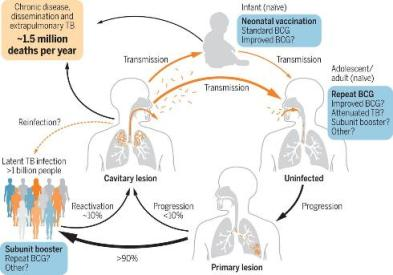 Chronic disease,
dissemination and
extrapulmonary TB
~1.5 million
deaths per year
Infant (naïve)
Neonatal vaccination
Standard BCG
Improved BCG?
Transmission
Transmission
Transmission
Adolescent/
adult (naïve)
Repeat BCG
Improved BCG?
Attenuated TB?
Subunit booster?
Other?
Reinfection?
Latent TB infection
>1 billion people
Cavitary lesion
Uninfected
Reactivation
~10%
Progression
<10%
Progression
Subunit booster
Repeat BCG?
Other?
>90%
Primary lesion